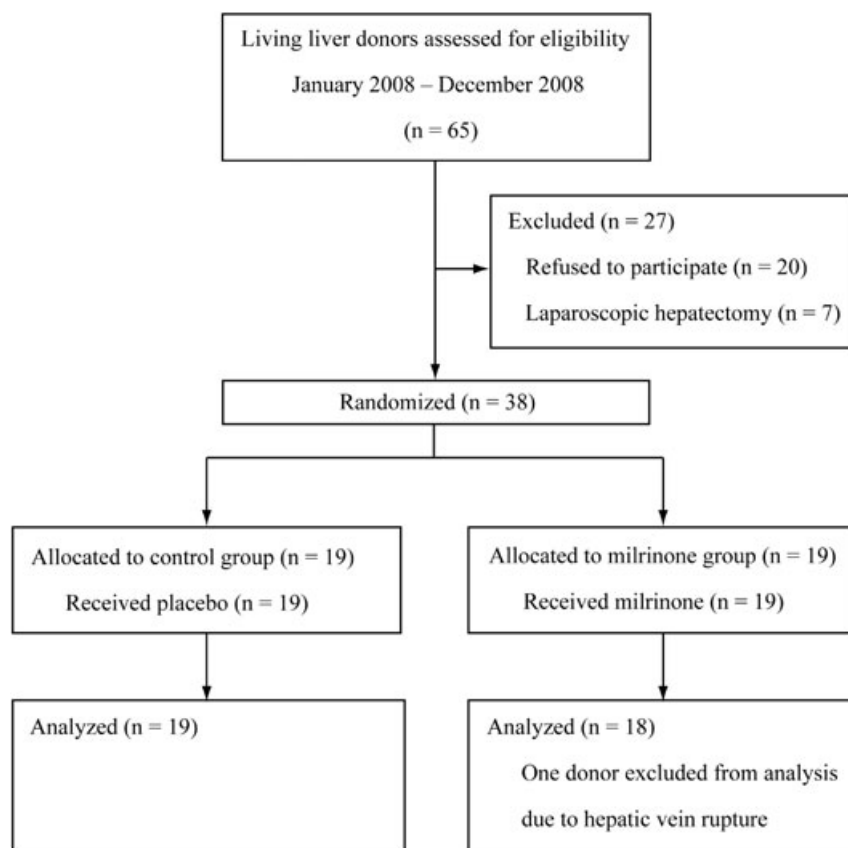 Living liver donors assessed for eligibility
January 2008 – December 2008
(n = 65)
Excluded (n = 27)
Refused to participate (n = 20)
Laparoscopic hepatectomy (n = 7)
Randomized (n = 38)
Allocated to control group (n = 19)
Received placebo (n = 19)
Allocated to milrinone group (n = 19)
Received milrinone (n = 19)
Analyzed (n = 19)
Analyzed (n = 18)
One donor excluded from analysis
due to hepatic vein rupture